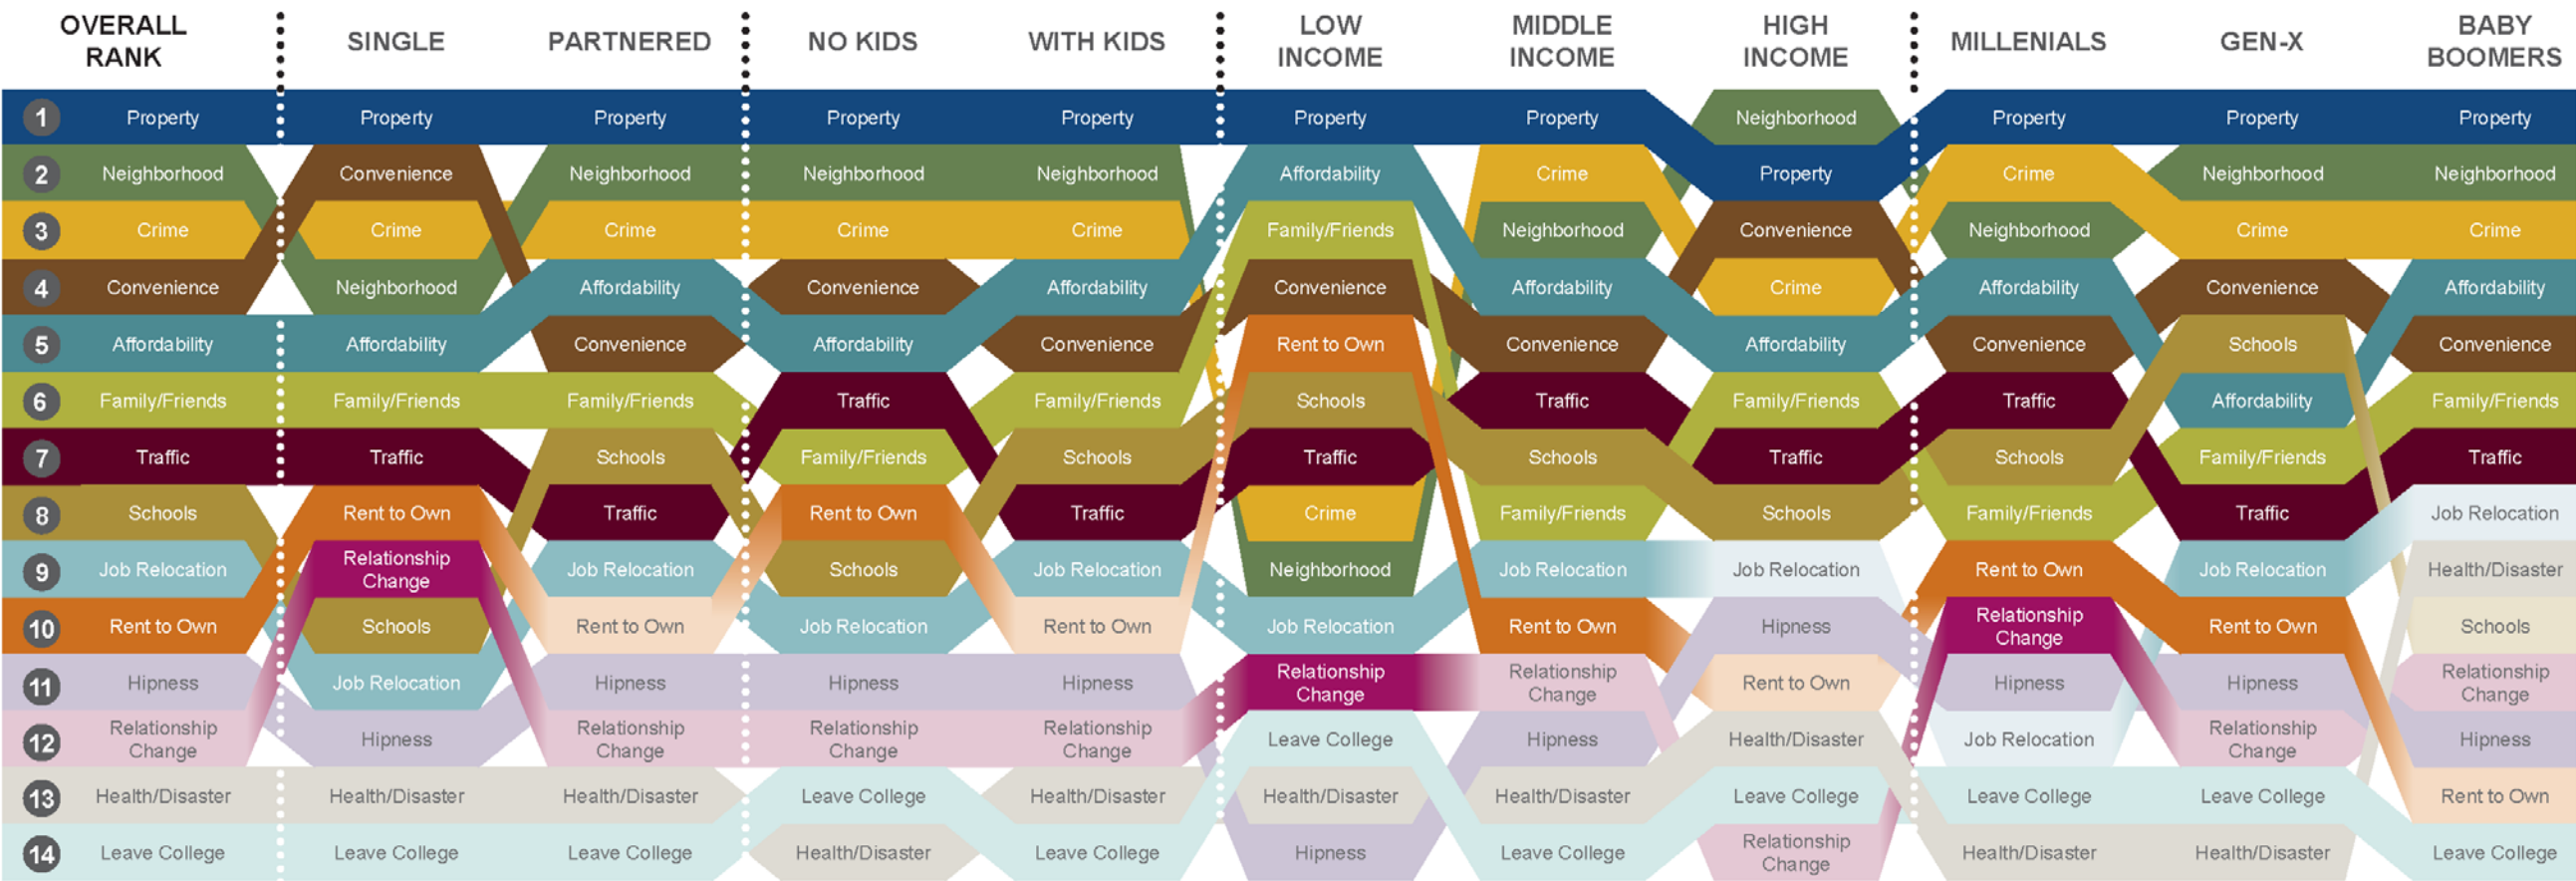 OVERALL RANK SINGLE PARTNERED NO KIDS WITH KIDS LOW INCOME MIDDLE INCOME HIGH INCOME MILLENIALS GEN-X BABY BOOMERS
1 Property Property Property Property Property Property Property Neighborhood Property Property Property
2 Neighborhood Convenience Neighborhood Neighborhood Neighborhood Affordability Crime Property Crime Neighborhood Neighborhood
3 Crime Crime Crime Crime Crime Family/Friends Neighborhood Convenience Neighborhood Crime Crime
4 Convenience Neighborhood Affordability Convenience Affordability Convenience Affordability Crime Affordability Convenience Affordability
5 Affordability Affordability Convenience Affordability Convenience Rent to Own Convenience Affordability Convenience Schools Convenience
6 Family/Friends Family/Friends Family/Friends Traffic Family/Friends Schools Traffic Family/Friends Traffic Affordability Family/Friends
7 Traffic Traffic Schools Family/Friends Schools Traffic Schools Traffic Schools Family/Friends Traffic
8 Schools Rent to Own Traffic Rent to Own Traffic Crime Family/Friends Schools Family/Friends Traffic Job Relocation
9 Job Relocation Relationship Change Job Relocation Schools Job Relocation Neighborhood Job Relocation Job Relocation Rent to Own Job Relocation Health/Disaster
10 Rent to Own Schools Rent to Own Job Relocation Rent to Own Job Relocation Rent to Own Hipness Relationship Change Rent to Own Schools
11 Hipness Job Relocation Hipness Hipness Hipness Relationship Change Relationship Change Rent to Own Hipness Hipness Relationship Change
12 Relationship Change Hipness Relationship Change Relationship Change Relationship Change Leave College Hipness Health/Disaster Job Relocation Relationship Change Hipness
13 Health/Disaster Health/Disaster Health/Disaster Leave College Health/Disaster Health/Disaster Health/Disaster Leave College Leave College Leave College Rent to Own
14 Leave College Leave College Leave College Health/Disaster Leave College Hipness Leave College Relationship Change Health/Disaster Health/Disaster Leave College